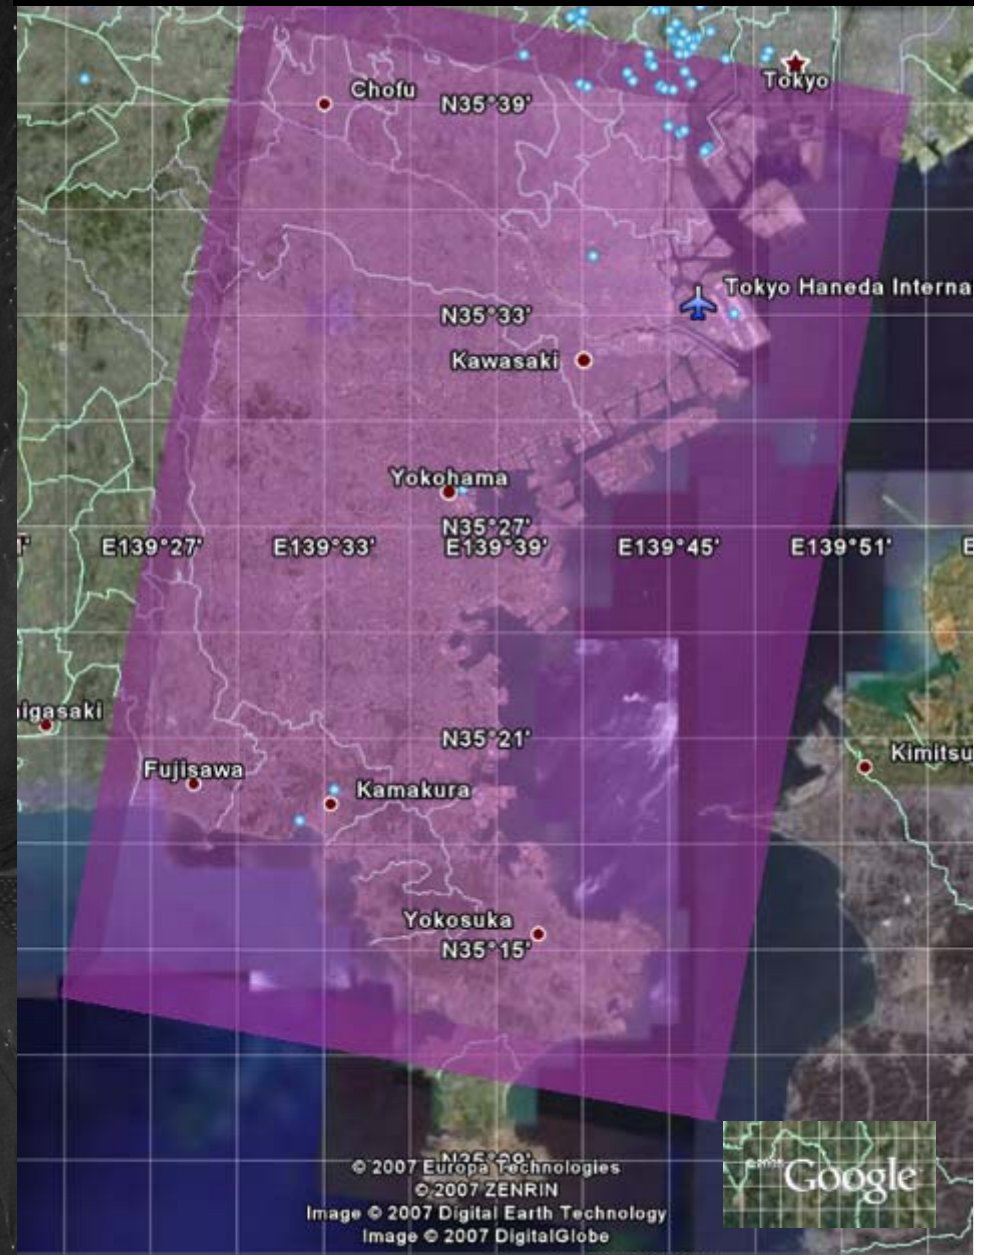 Chofu
N35°39'
Tokyo
Tokyo Haneda Interna
N35°33'
Kawasaki
Yokohama
N35°27'
E139°27'
E139°33'
E139°39'
E139°45'
E139°51'
E
igasaki
N35°21'
Kimitsu
Fujisawa
Kamakura
Yokosuka
N35°15'
© 2007 Europa Technologies
© 2007 ZENRIN
Image © 2007 Digital Earth Technology
Image © 2007 DigitalGlobe
Google